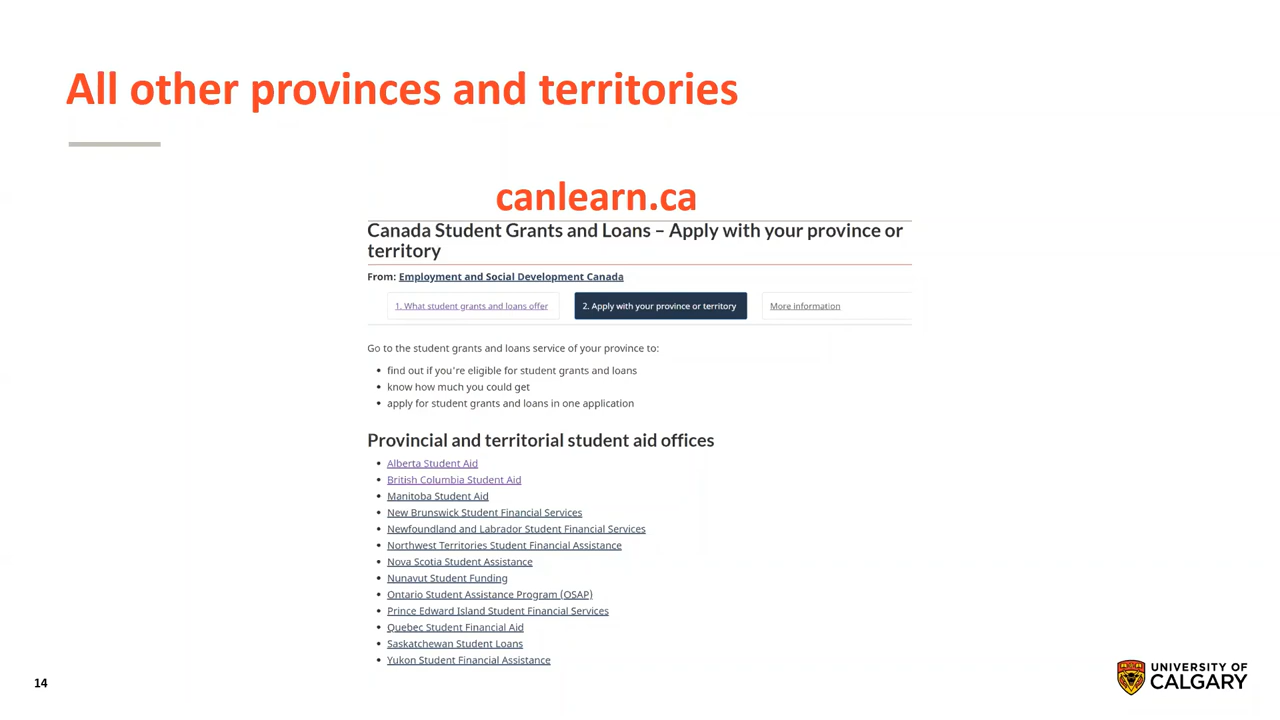 All other provinces and territories
canlearn.ca
Canada Student Grants and Loans – Apply with your province or
territory
From: Employment and Social Development Canada
1. What student grants and loans offer
2. Apply with your province or territory
More information
Go to the student grants and loans service of your province to:
• find out if you're eligible for student grants and loans
• know how much you could get
• apply for student grants and loans in one application
Provincial and territorial student aid offices
• Alberta Student Aid
• British Columbia Student Aid
• Manitoba Student Aid
• New Brunswick Student Financial Services
• Newfoundland and Labrador Student Financial Services
• Northwest Territories Student Financial Assistance
• Nova Scotia Student Assistance
• Nunavut Student Funding
• Ontario Student Assistance Program (OSAP)
• Prince Edward Island Student Financial Services
• Quebec Student Financial Aid
• Saskatchewan Student Loans
• Yukon Student Financial Assistance
14
UNIVERSITY OF
CALGARY